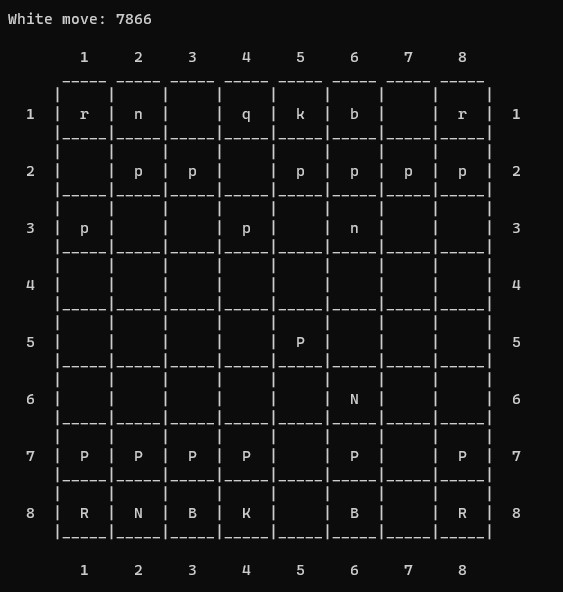 White move: 7866
1 2 3 4 5 6 7 8
1 r n q k b r 1
2 p p p p p p 2
3 p p n 3
4 4
5 P 5
6 N 6
7 P P P P P P 7
8 R N B K B R 8
1 2 3 4 5 6 7 8